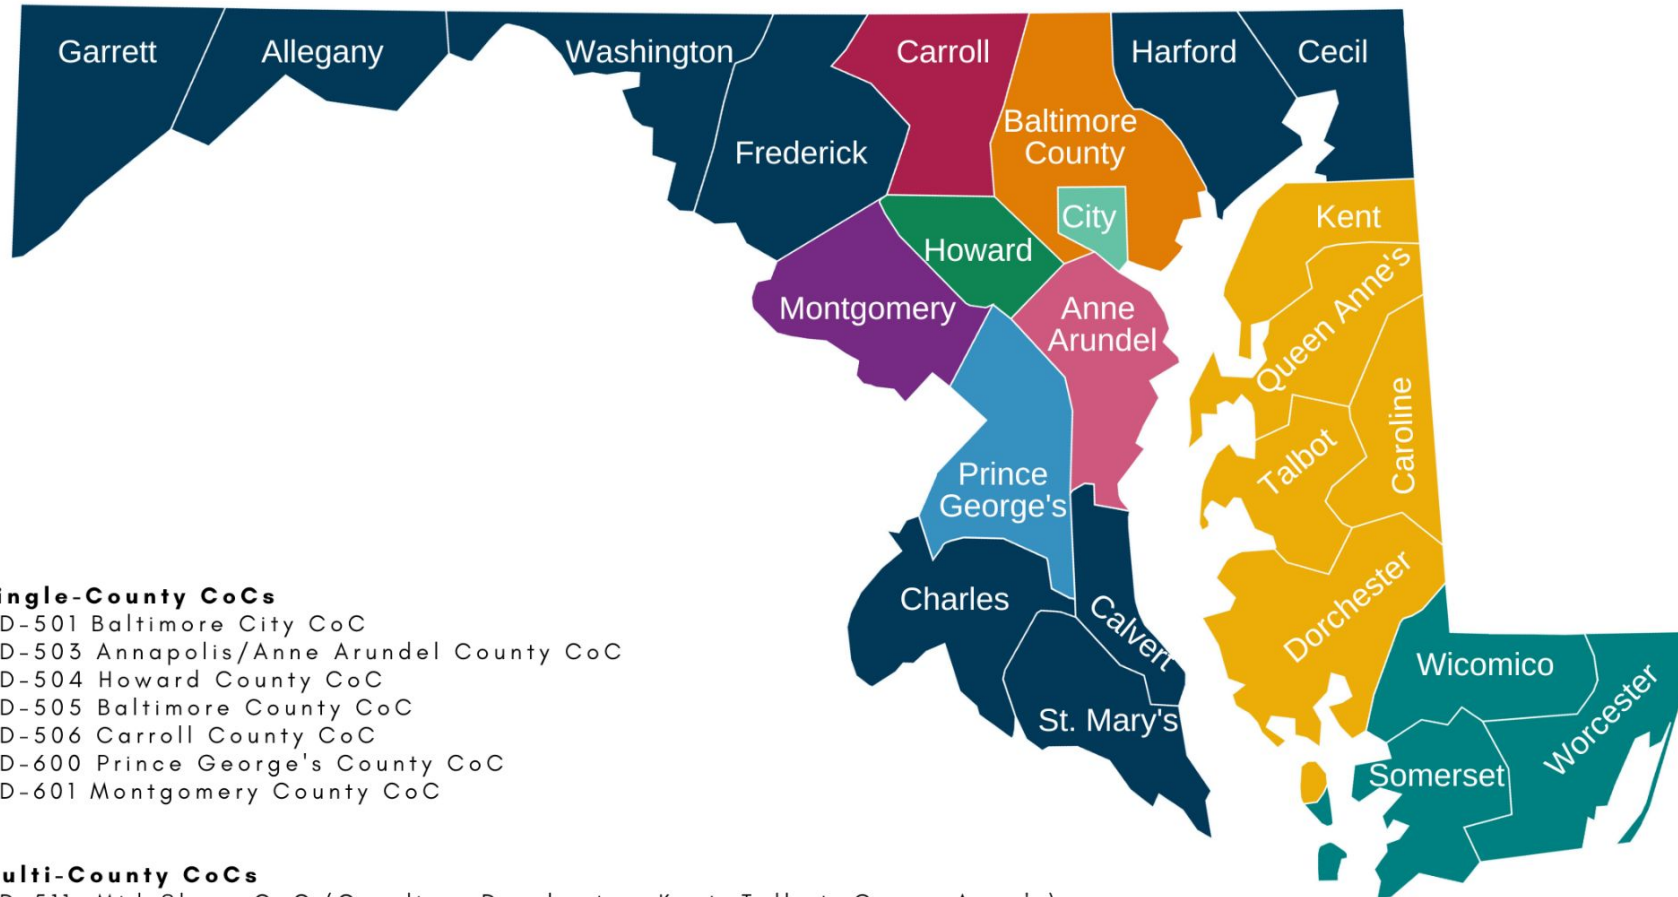 Garrett
Allegany
Washington
Frederick
Carroll
Baltimore
County
City
Harford
Cecil
Howard
Montgomery
Anne
Arundel
Prince
George's
Charles
Calvert
St. Mary's
Kent
Queen Anne's
Caroline
Talbot
Dorchester
Wicomico
Worcester
Somerset
ingle-County CoCs
D-501 Baltimore City CoC
D-503 Annapolis/Anne Arundel County CoC
D-504 Howard County CoC
D-505 Baltimore County CoC
D-506 Carroll County CoC
D-600 Prince George's County CoC
D-601 Montgomery County CoC
ulti-County CoCs